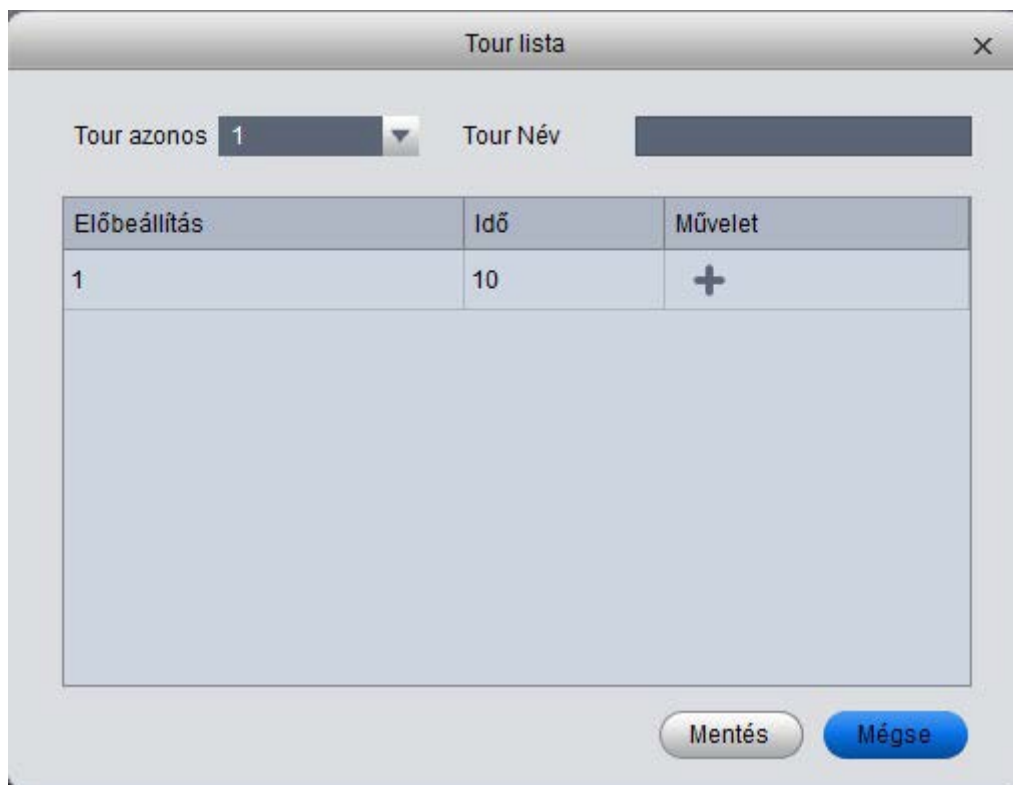 Tour lista
Tour azonos 1 Tour Név
Előbeállítás Idő Művelet
1 10
Mentés Mégse